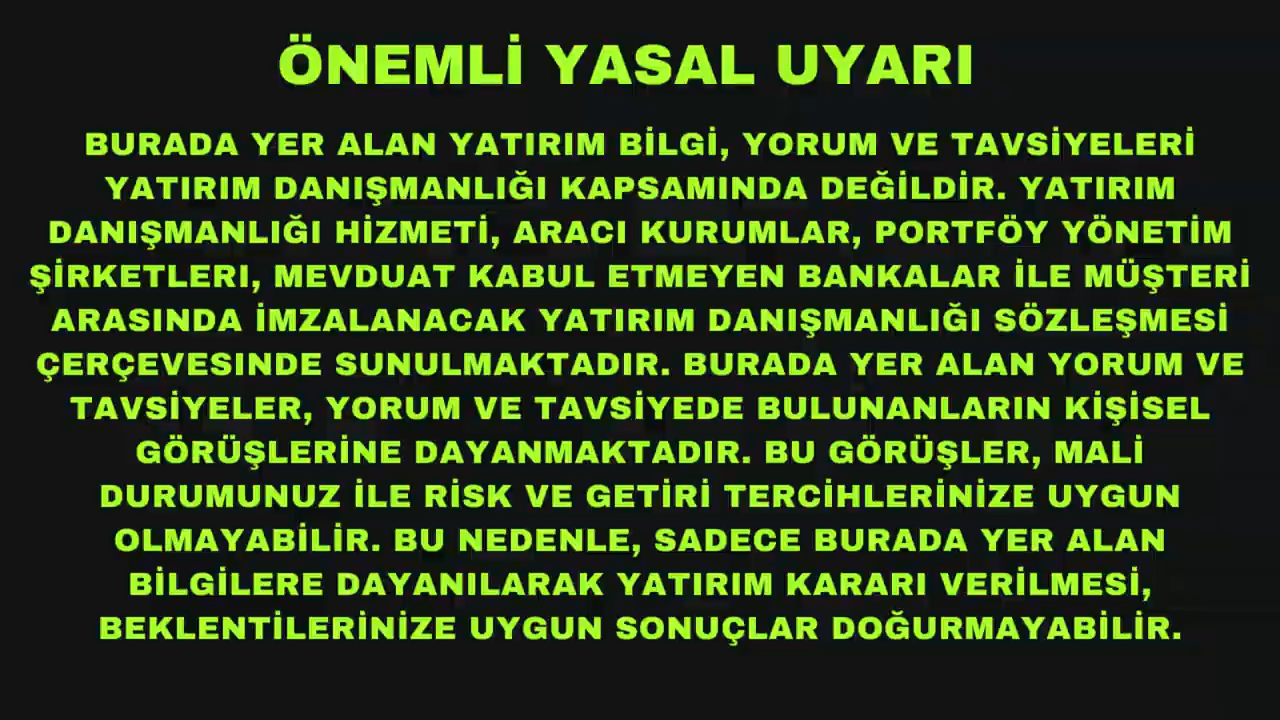 ÖNEMLİ YASAL UYARI
BURADA YER ALAN YATIRIM BİLGİ, YORUM VE TAVSİYELERİ
YATIRIM DANIŞMANLIĞI KAPSAMINDA DEĞİLDİR. YATIRIM
DANIŞMANLIĞI HİZMETİ, ARACI KURUMLAR, PORTFÖY YÖNETİM
ŞİRKETLERI, MEVDUAT KABUL ETMEYEN BANKALAR İLE MÜŞTERİ
ARASINDA İMZALANACAK YATIRIM DANIŞMANLIĞI SÖZLEŞMESİ
ÇERÇEVESINDE SUNULMAKTADIR. BURADA YER ALAN YORUM VE
TAVSİYELER, YORUM VE TAVSİYEDE BULUNANLARIN KİŞİSEL
GÖRÜŞLERİNE DAYANMAKTADIR. BU GÖRÜŞLER, MALİ
DURUMUNUZ İLE RİSK VE GETİRİ TERCİHLERİNİZE UYGUN
OLMAYABİLİR. BU NEDENLE, SADECE BURADA YER ALAN
BİLGİLERE DAYANILARAK YATIRIM KARARI VERİLMESİ,
BEKLENTİLERİNİZE UYGUN SONUÇLAR DOĞURMAYABİLİR.